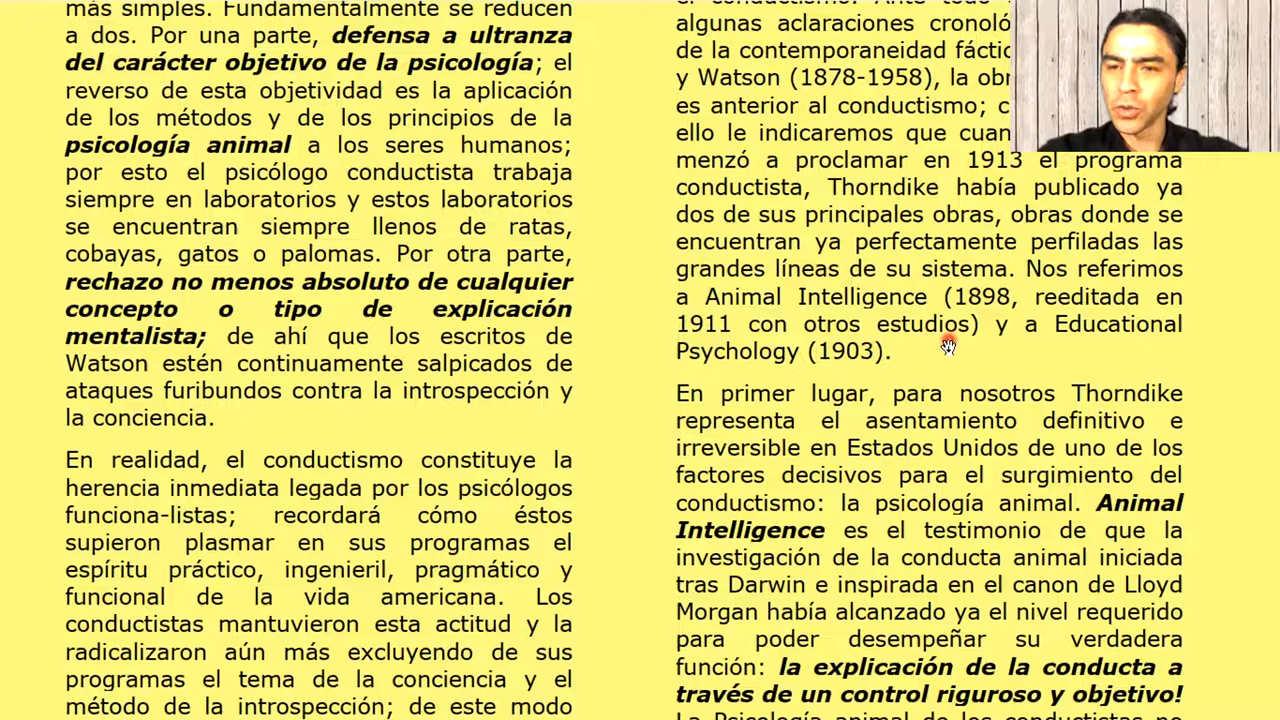 más simples. Fundamentalmente se reducen
a dos. Por una parte, defensa a ultranza
del carácter objetivo de la psicología; el
reverso de esta objetividad es la aplicación
de los métodos y de los principios de la
psicología animal a los seres humanos;
por esto el psicólogo conductista trabaja
siempre en laboratorios y estos laboratorios
se encuentran siempre llenos de ratas,
cobayas, gatos o palomas. Por otra parte,
rechazo no menos absoluto de cualquier
concepto o tipo de explicación
mentalista; de ahí que los escritos de
Watson estén continuamente salpicados de
ataques furibundos contra la introspección y
la conciencia.
En realidad, el conductismo constituye la
herencia inmediata legada por los psicólogos
funciona-listas; recordará cómo éstos
supieron plasmar en sus programas el
espíritu práctico, ingenieril, pragmático y
funcional de la vida americana. Los
conductistas mantuvieron esta actitud y la
radicalizaron aún más excluyendo de sus
programas el tema de la conciencia y el
método de la introspección; de este modo
el conductismo. Ante todo
algunas aclaraciones
de la contemporaneidad
y Watson (1878-1958), la
es anterior al conductismo;
ello le indicaremos que
menzó a proclamar en 1913 el programa
conductista, Thorndike había publicado ya
dos de sus principales obras, obras donde se
encuentran ya perfectamente perfiladas las
grandes líneas de su sistema. Nos referimos
a Animal Intelligence (1898, reeditada en
1911 con otros estudios) y a Educational
Psychology (1903).
En primer lugar, para nosotros Thorndike
representa el asentamiento definitivo e
irreversible en Estados Unidos de uno de los
factores decisivos para el surgimiento del
conductismo: la psicología animal. Animal
Intelligence es el testimonio de que la
investigación de la conducta animal iniciada
tras Darwin e inspirada en el canon de Lloyd
Morgan había alcanzado ya el nivel requerido
para poder desempeñar su verdadera
función: la explicación de la conducta a
través de un control riguroso y objetivo!
La Psicología animal de los conductistas no